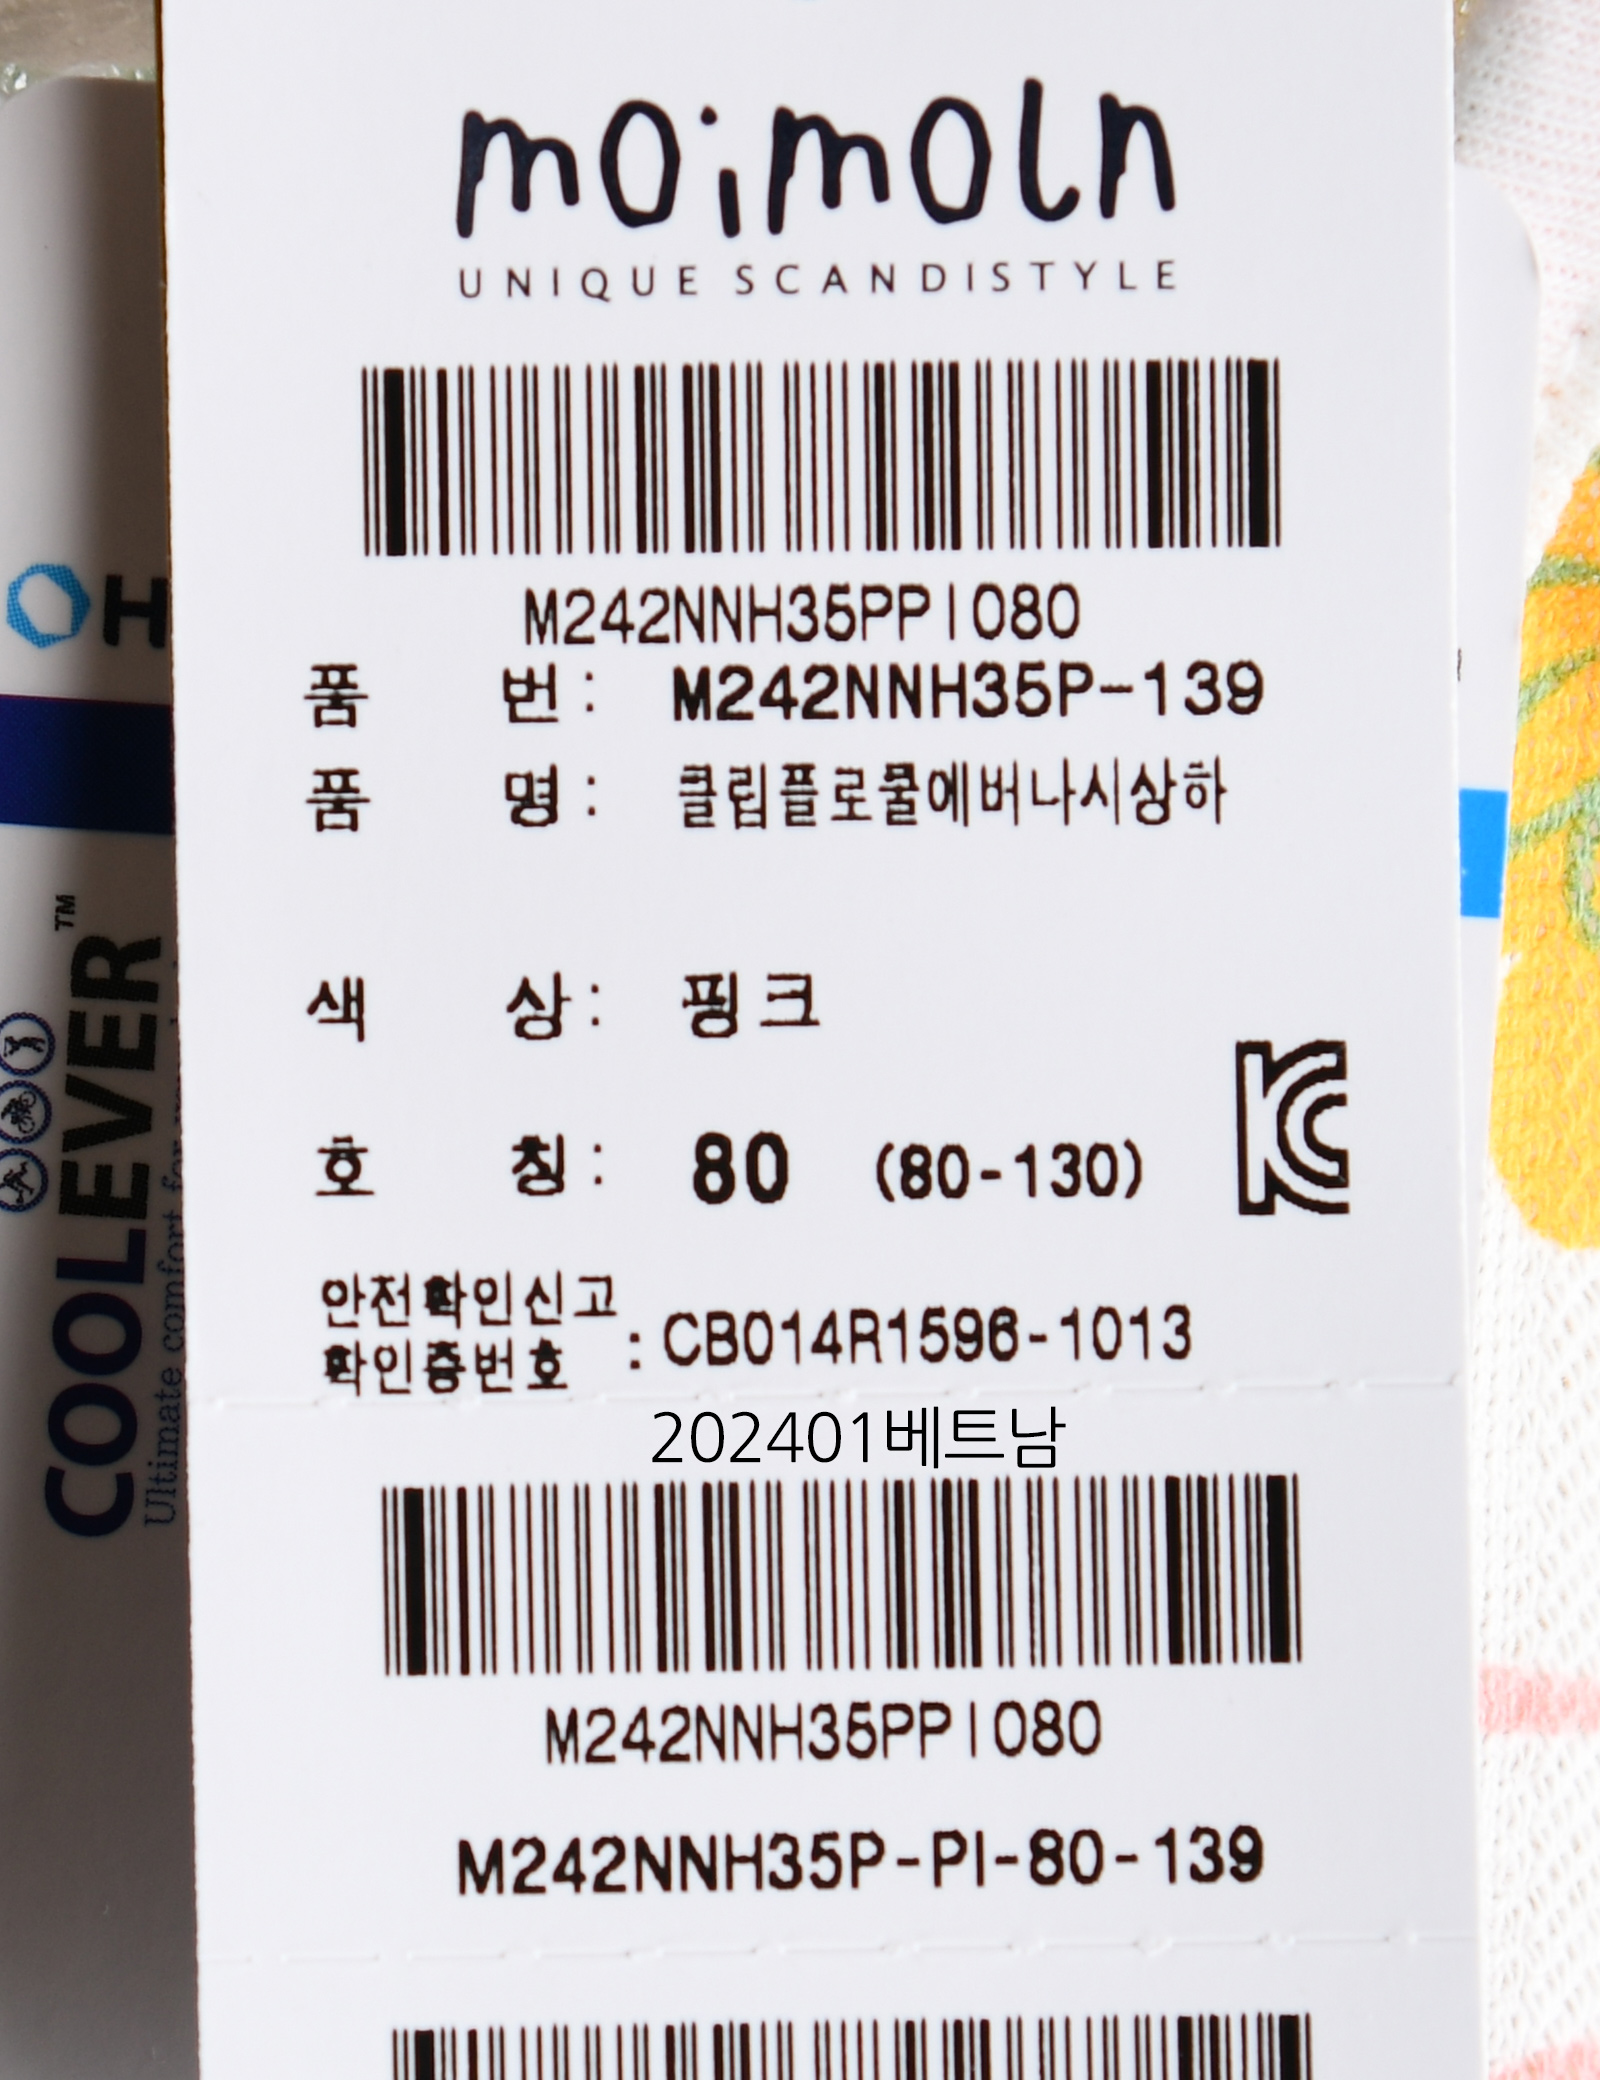 moimoln
UNIQUE SCANDISTYLE
M242NNH35PPI080
품 번: M242NNH35P-139
품 명: 클립플로쿨에버나시상하
색 상: 핑크
호 칭: 80 (80-130)
안전확인신고
확인증번호 : CB014R1596-1013
202401베트남
M242NNH35PPI080
M242NNH35P-PI-80-139
H
COOLEVER™
Ultimate comfort for